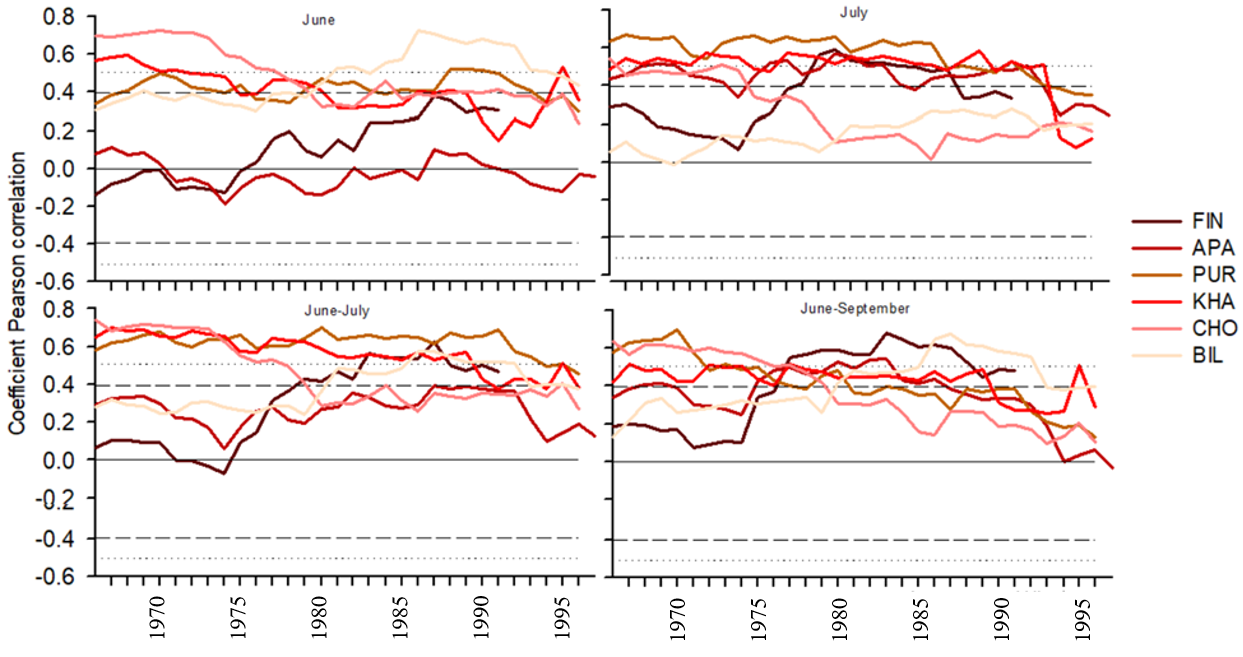 June
July
0.8
0.6
0.4
0.2
0.0
-0.2
-0.4
-0.6
June-July
June-September
0.8
0.6
0.4
0.2
0.0
-0.2
-0.4
-0.6
Coefficient Pearson correlation
1970
1975
1980
1985
1990
1995
1970
1975
1980
1985
1990
1995
FIN
APA
PUR
KHA
CHO
BIL